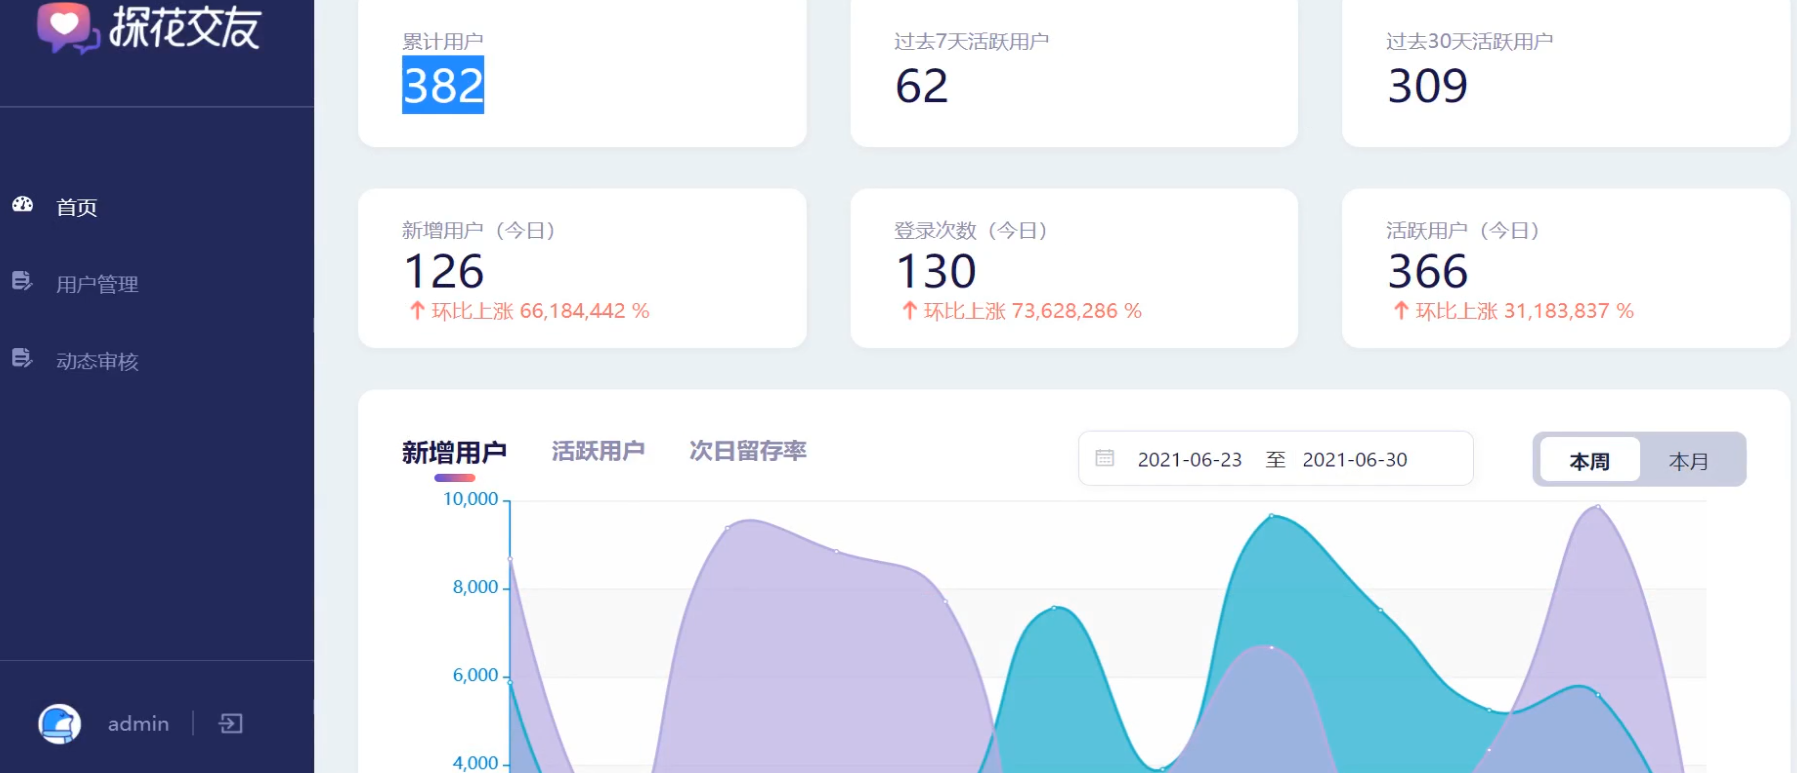 探花交友
首页
用户管理
动态审核
admin
累计用户
382
过去7天活跃用户
62
过去30天活跃用户
309
新增用户（今日）
126
环比上涨 66,184,442 %
登录次数（今日）
130
环比上涨 73,628,286 %
活跃用户（今日）
366
环比上涨 31,183,837 %
新增用户 活跃用户 次日留存率
2021-06-23 至 2021-06-30
本周 本月
10,000
8,000
6,000
4,000